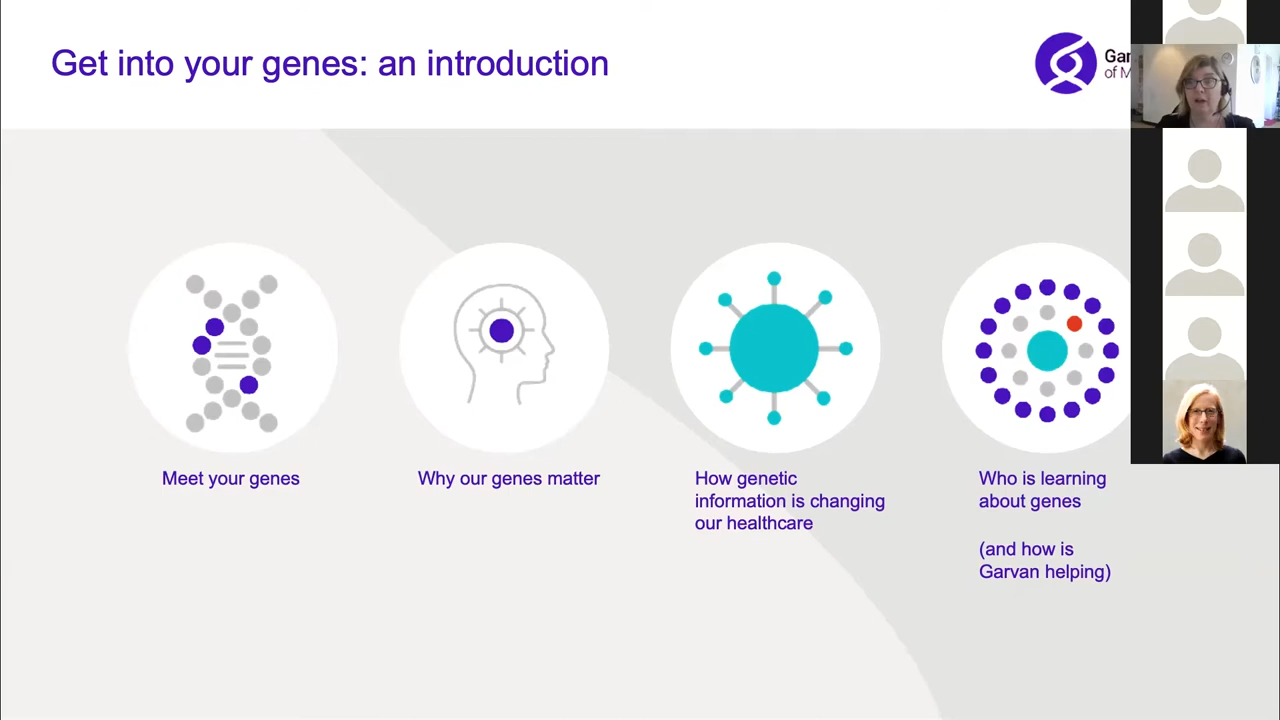 Get into your genes: an introduction
of
Meet your genes
Why our genes matter
How genetic
information is changing
our healthcare
Who is learning
about genes
(and how is
Garvan helping)